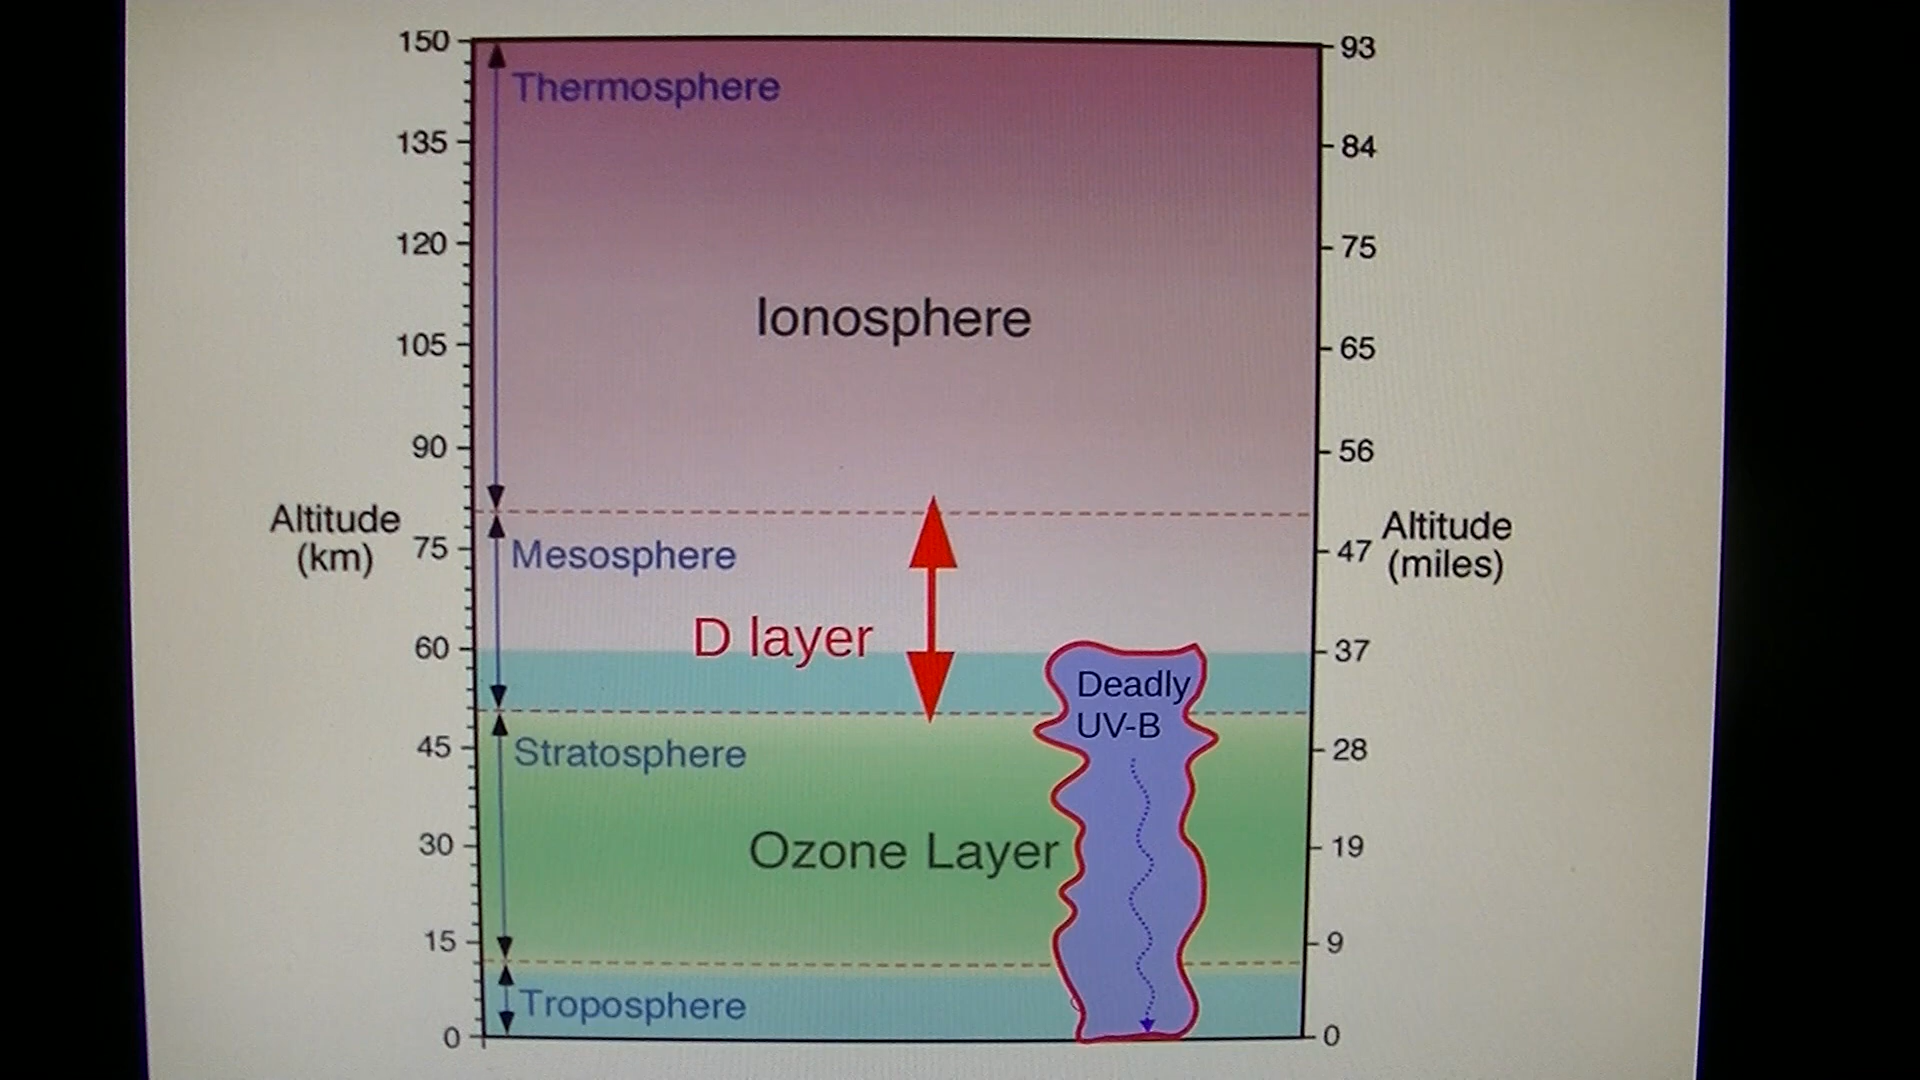 150
135
120
105
90
75
60
45
30
15
0
Altitude
(km)
Thermosphere
Ionosphere
Mesosphere
D layer
Stratosphere
Ozone Layer
Troposphere
Deadly
UV-B
93
84
75
65
56
47
37
28
19
9
0
Altitude
(miles)